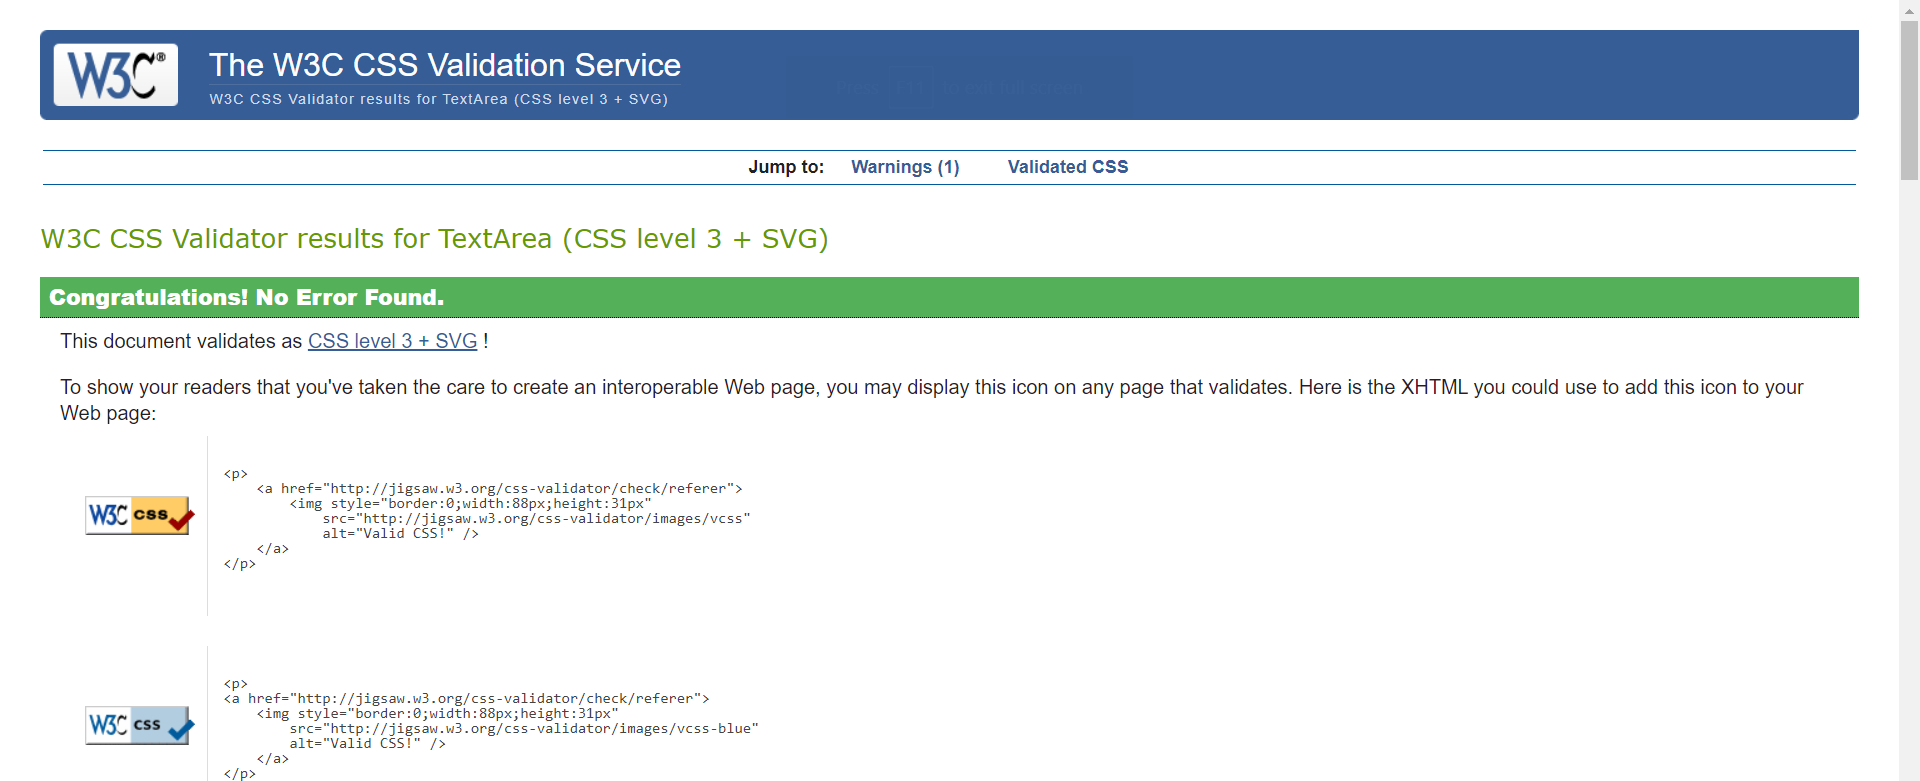 W3C®
The W3C CSS Validation Service
W3C CSS Validator results for TextArea (CSS level 3 + SVG)
Jump to: Warnings (1) Validated CSS
W3C CSS Validator results for TextArea (CSS level 3 + SVG)
Congratulations! No Error Found.
This document validates as CSS level 3 + SVG !
To show your readers that you've taken the care to create an interoperable Web page, you may display this icon on any page that validates. Here is the XHTML you could use to add this icon to your
Web page:
<p>
<a href="http://jigsaw.w3.org/css-validator/check/referer">
<img style="border:0;width:88px;height:31px"
W3C css
src="http://jigsaw.w3.org/css-validator/images/vcss"
alt="Valid CSS!" />
</a>
</p>
<p>
<a href="http://jigsaw.w3.org/css-validator/check/referer">
<img style="border:0;width:88px;height:31px"
W3C css
src="http://jigsaw.w3.org/css-validator/images/vcss-blue"
alt="Valid CSS!" />
</a>
</p>